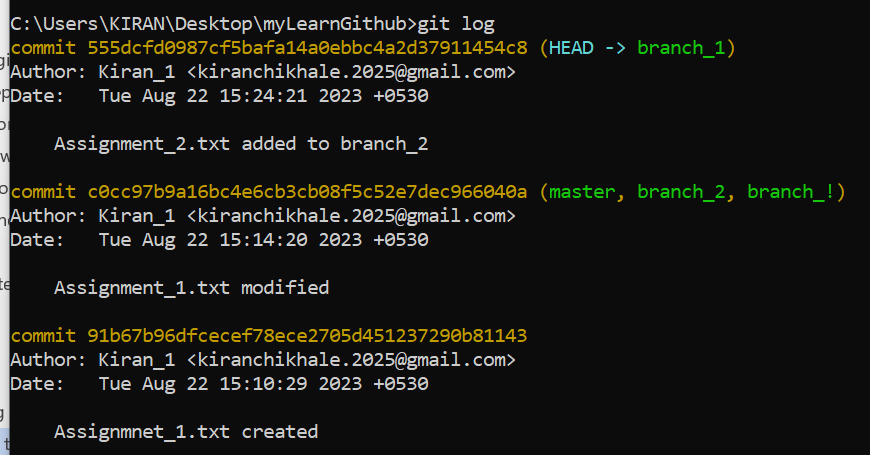 C:\Users\KIRAN\Desktop\myLearnGithub>git log
commit 555dcfd0987cf5bafa14a0ebbc4a2d37911454c8 (HEAD -> branch_1)
Author: Kiran_1 <kiranchikhale.2025@gmail.com>
Date:   Tue Aug 22 15:24:21 2023 +0530
    Assignment_2.txt added to branch_2
commit c0cc97b9a16bc4e6cb3cb08f5c52e7dec966040a (master, branch_2, branch_!)
Author: Kiran_1 <kiranchikhale.2025@gmail.com>
Date:   Tue Aug 22 15:14:20 2023 +0530
    Assignment_1.txt modified
commit 91b67b96dfcecef78ece2705d451237290b81143
Author: Kiran_1 <kiranchikhale.2025@gmail.com>
Date:   Tue Aug 22 15:10:29 2023 +0530
    Assignmnet_1.txt created